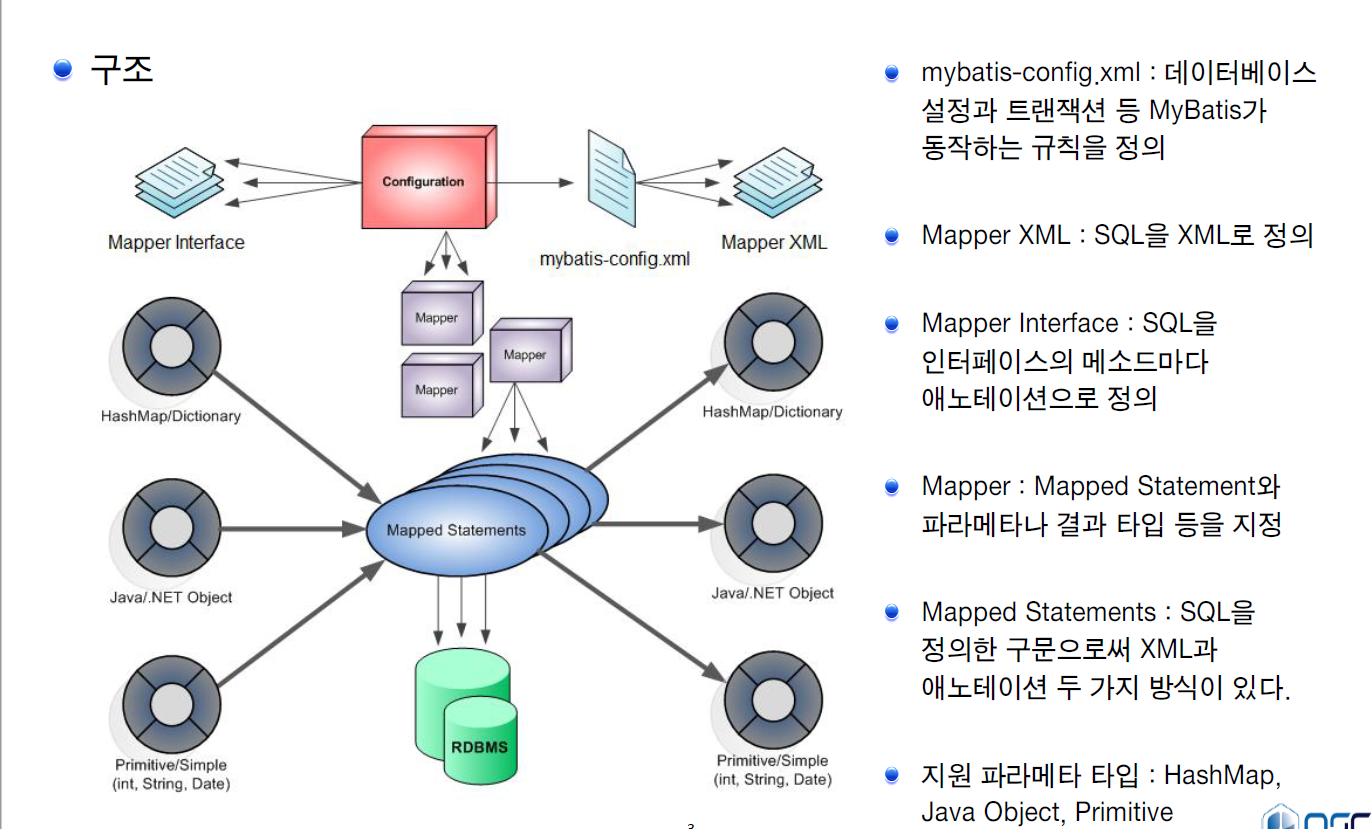 구조
Configuration
Mapper Interface
mybatis-config.xml
Mapper XML
Mapper
Mapper
Mapper
HashMap/Dictionary
HashMap/Dictionary
Mapped Statements
Java/.NET Object
Java/.NET Object
RDBMS
Primitive/Simple
(int, String, Date)
Primitive/Simple
(int, String, Date)
mybatis-config.xml : 데이터베이스
설정과 트랜잭션 등 MyBatis가
동작하는 규칙을 정의
Mapper XML : SQL을 XML로 정의
Mapper Interface : SQL을
인터페이스의 메소드마다
애노테이션으로 정의
Mapper : Mapped Statement와
파라메타나 결과 타입 등을 지정
Mapped Statements : SQL을
정의한 구문으로써 XML과
애노테이션 두 가지 방식이 있다.
지원 파라메타 타입 : HashMap,
Java Object, Primitive
3